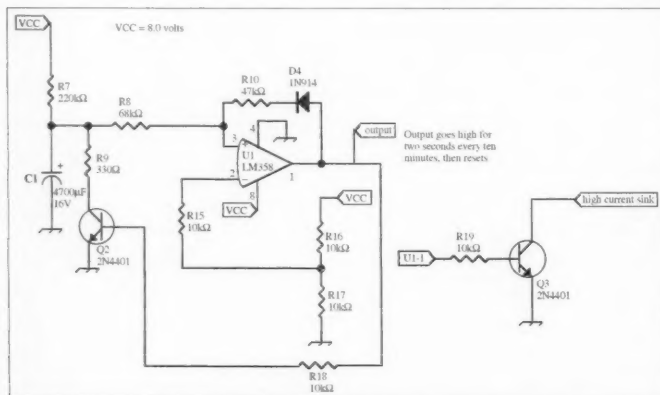 VCC
VCC = 8.0 volts
R7
220kΩ
R8
68kΩ
R10
47kΩ
D4
1N914
output
Output goes high for
two seconds every ten
minutes, then resets
3
+
4
U1
LM358
1
2
−
8
VCC
R9
330Ω
C1
+
4700µF
16V
Q2
2N4401
R15
10kΩ
VCC
R16
10kΩ
R17
10kΩ
R18
10kΩ
high current sink
U1-1
R19
10kΩ
Q3
2N4401